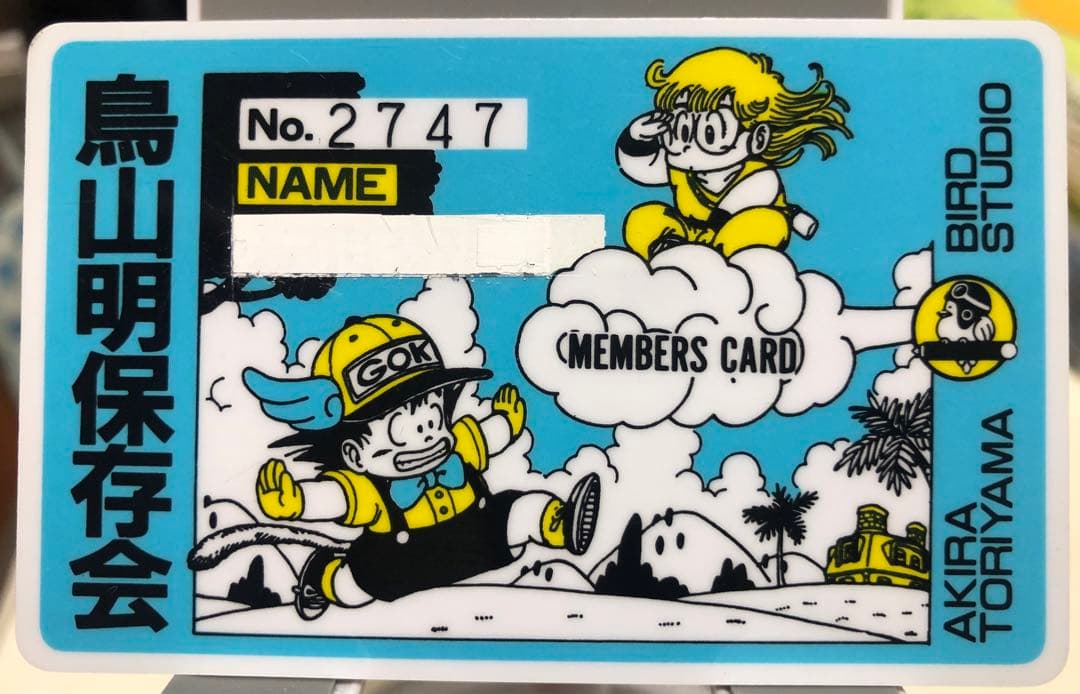 鳥山明保存会
No. 2747
NAME
GOK
MEMBERS CARD
BIRD
STUDIO
AKIRA
TORIYAMA